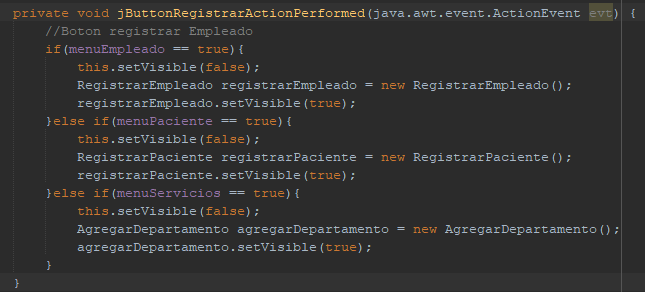 private void jButtonRegistrarActionPerformed(java.awt.event.ActionEvent evt) {
//Boton registrar Empleado
if(menuEmpleado == true){
this.setVisible(false);
RegistrarEmpleado registrarEmpleado = new RegistrarEmpleado();
registrarEmpleado.setVisible(true);
}else if(menuPaciente == true){
this.setVisible(false);
RegistrarPaciente registrarPaciente = new RegistrarPaciente();
registrarPaciente.setVisible(true);
}else if(menuServicios == true){
this.setVisible(false);
AgregarDepartamento agregarDepartamento = new AgregarDepartamento();
agregarDepartamento.setVisible(true);
}
}